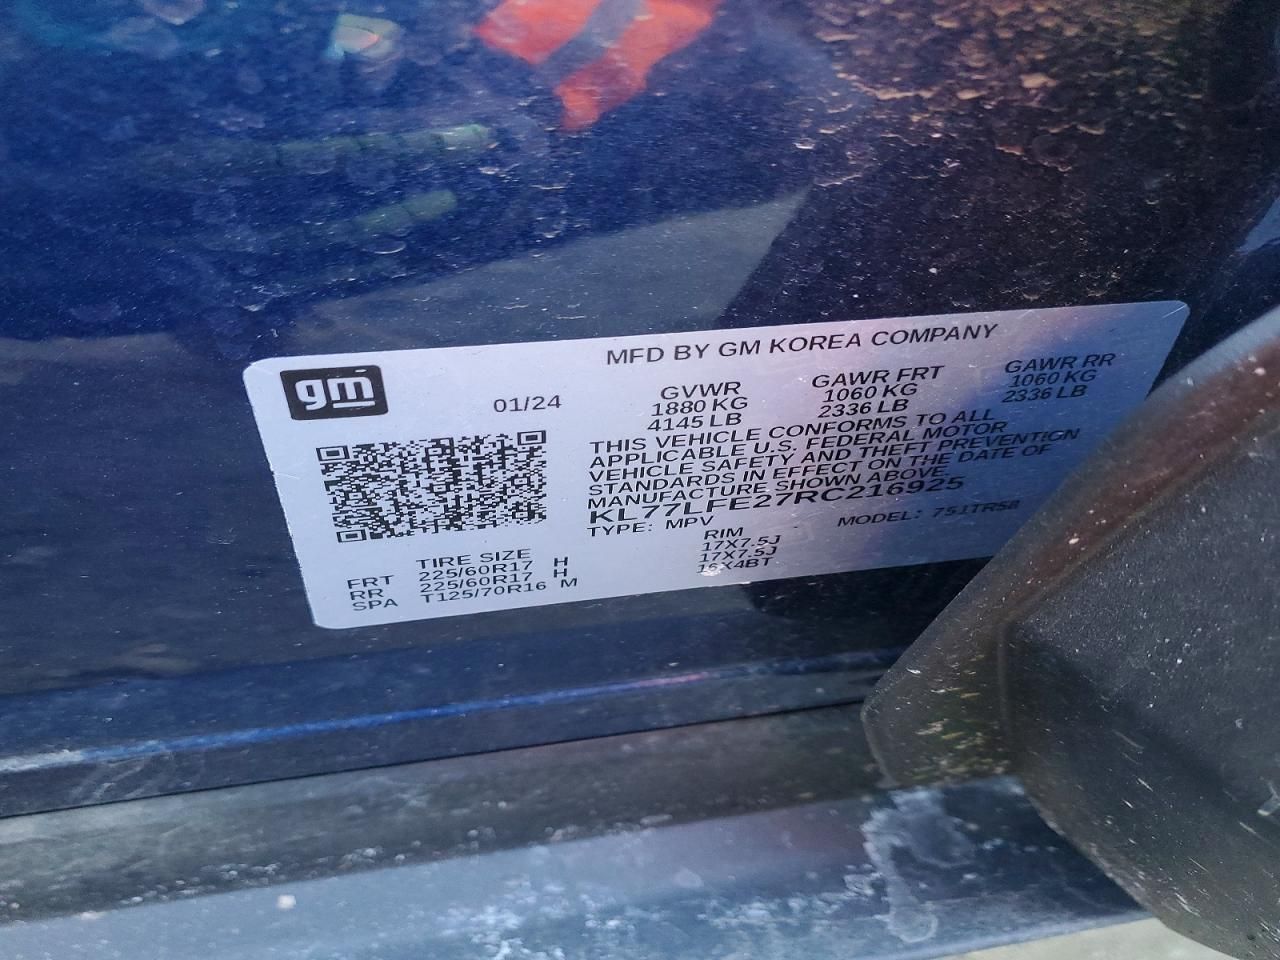 MFD BY GM KOREA COMPANY
gm
01/24
GVWR
1880 KG
4145 LB
GAWR FRT
1060 KG
2336 LB
GAWR RR
1060 KG
2336 LB
THIS VEHICLE CONFORMS TO ALL
APPLICABLE U.S. FEDERAL MOTOR
VEHICLE SAFETY AND THEFT PREVENTION
STANDARDS IN EFFECT ON THE DATE OF
MANUFACTURE SHOWN ABOVE.
KL77LFE27RC216925
TYPE: MPV MODEL: 751TR58
TIRE SIZE RIM
FRT 225/60R17 H 17X7.5J
RR 225/60R17 H 17X7.5J
SPA T125/70R16 M 16X4BT